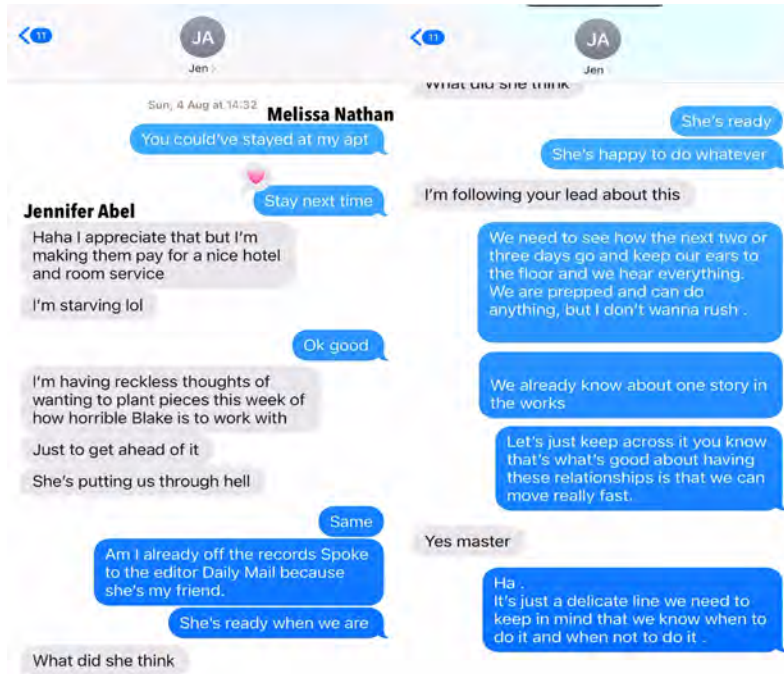 11
JA
Jen
Sun, 4 Aug at 14:32
Melissa Nathan
You could've stayed at my apt
Stay next time
Jennifer Abel
Haha I appreciate that but I'm
making them pay for a nice hotel
and room service
I'm starving lol
Ok good
I'm having reckless thoughts of
wanting to plant pieces this week of
how horrible Blake is to work with
Just to get ahead of it
She's putting us through hell
Same
Am I already off the records Spoke
to the editor Daily Mail because
she's my friend.
She's ready when we are
What did she think
11
JA
Jen
What did she think
She's ready
She's happy to do whatever
I'm following your lead about this
We need to see how the next two or
three days go and keep our ears to
the floor and we hear everything.
We are prepped and can do
anything, but I don't wanna rush .
We already know about one story in
the works
Let's just keep across it you know
that's what's good about having
these relationships is that we can
move really fast.
Yes master
Ha .
It's just a delicate line we need to
keep in mind that we know when to
do it and when not to do it .